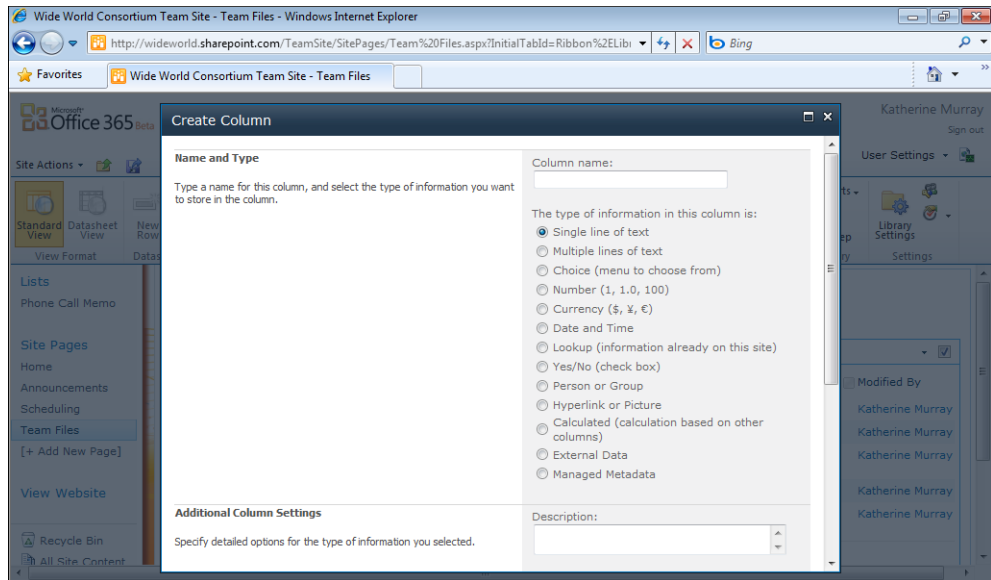 Wide World Consortium Team Site - Team Files - Windows Internet Explorer
http://wideworld.sharepoint.com/TeamSite/SitePages/Team%20Files.aspx?InitialTabId=Ribbon%2ELib
Bing
Favorites
Wide World Consortium Team Site - Team Files
Microsoft
Office 365 Beta
Katherine Murray
Sign out
Site Actions
User Settings
Create Column
Standard View
Datasheet View
New Row
View Format
Datas
Library Settings
Settings
Lists
Phone Call Memo
Site Pages
Home
Announcements
Scheduling
Team Files
[+ Add New Page]
View Website
Recycle Bin
All Site Content
Name and Type
Type a name for this column, and select the type of information you want
to store in the column.
Column name:
The type of information in this column is:
Single line of text
Multiple lines of text
Choice (menu to choose from)
Number (1, 1.0, 100)
Currency ($, ¥, €)
Date and Time
Lookup (information already on this site)
Yes/No (check box)
Person or Group
Hyperlink or Picture
Calculated (calculation based on other
columns)
External Data
Managed Metadata
Additional Column Settings
Specify detailed options for the type of information you selected.
Description:
Modified By
Katherine Murray
Katherine Murray
Katherine Murray
Katherine Murray
Katherine Murray